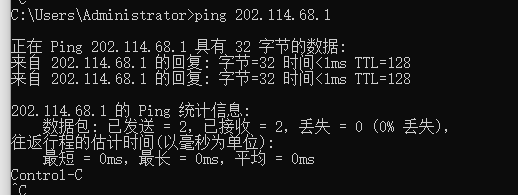 C:\Users\Administrator>ping 202.114.68.1
正在 Ping 202.114.68.1 具有 32 字节的数据:
来自 202.114.68.1 的回复: 字节=32 时间<1ms TTL=128
来自 202.114.68.1 的回复: 字节=32 时间<1ms TTL=128
202.114.68.1 的 Ping 统计信息:
数据包: 已发送 = 2, 已接收 = 2, 丢失 = 0 (0% 丢失),
往返行程的估计时间(以毫秒为单位):
最短 = 0ms, 最长 = 0ms, 平均 = 0ms
Control-C
^C